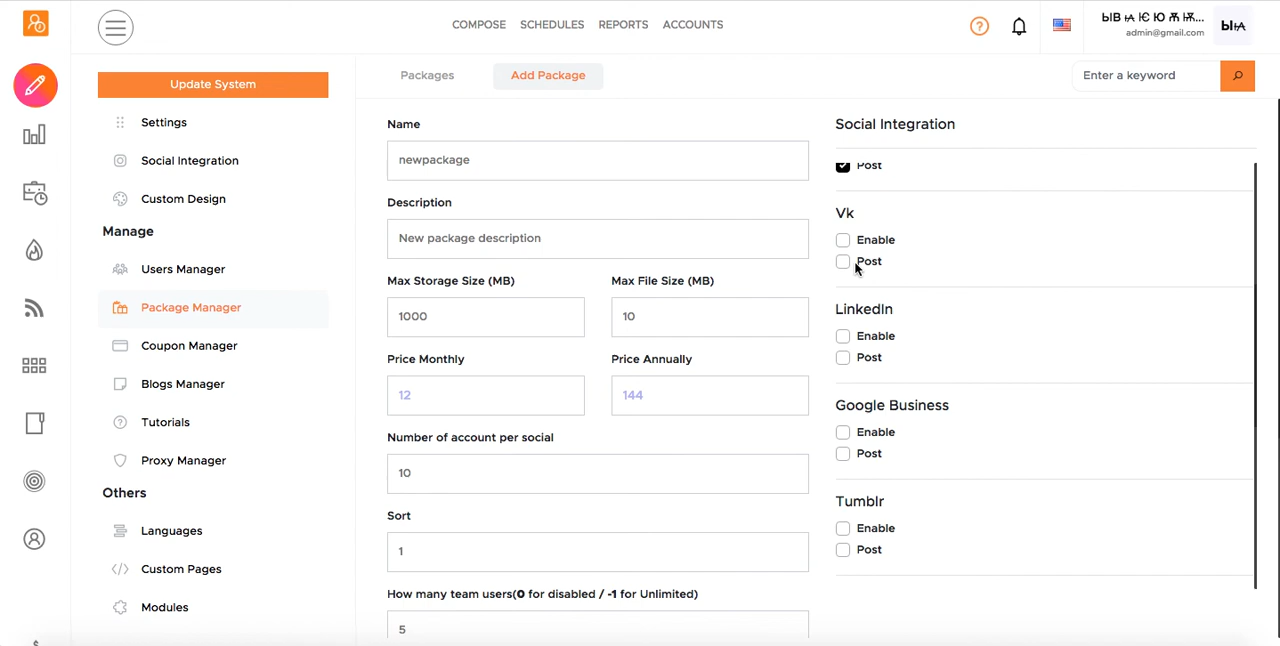 COMPOSE SCHEDULES REPORTS ACCOUNTS
?
admin@gmail.com
Update System
Settings
Social Integration
Custom Design
Manage
Users Manager
Package Manager
Coupon Manager
Blogs Manager
Tutorials
Proxy Manager
Others
Languages
Custom Pages
Modules
Packages
Add Package
Enter a keyword
Name
newpackage
Description
New package description
Max Storage Size (MB)
1000
Max File Size (MB)
10
Price Monthly
12
Price Annually
144
Number of account per social
10
Sort
1
How many team users(0 for disabled / -1 for Unlimited)
5
Social Integration
Post
Vk
Enable
Post
LinkedIn
Enable
Post
Google Business
Enable
Post
Tumblr
Enable
Post